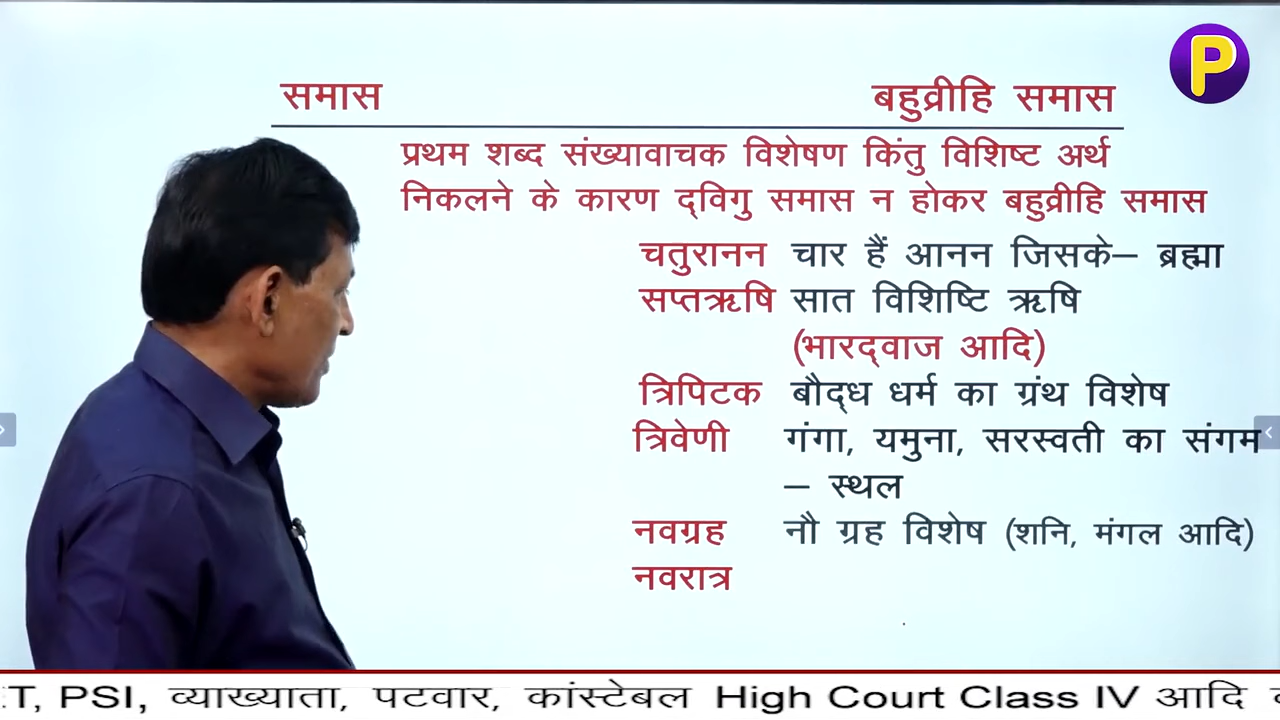 P
समास बहुव्रीहि समास
प्रथम शब्द संख्यावाचक विशेषण किंतु विशिष्ट अर्थ
निकलने के कारण द्‌विगु समास न होकर बहुव्रीहि समास
चतुरानन चार हैं आनन जिसके– ब्रह्मा
सप्तऋषि सात विशिष्टि ऋषि
(भारद्‌वाज आदि)
त्रिपिटक बौद्‌ध धर्म का ग्रंथ विशेष
त्रिवेणी गंगा, यमुना, सरस्वती का संगम
– स्थल
नवग्रह नौ ग्रह विशेष (शनि, मंगल आदि)
नवरात्र
PSI, व्याख्याता, पटवार, कांस्टेबल High Court Class IV आदि